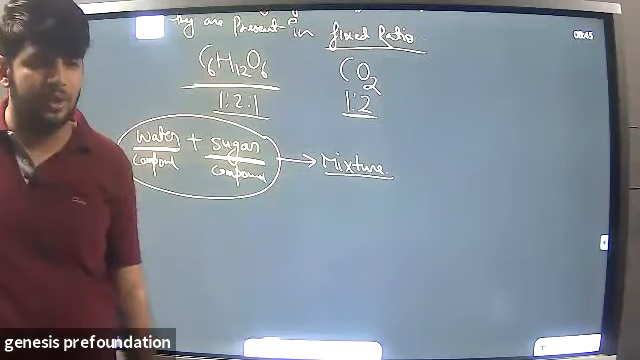 they are Present in fixed Ratio.
C6H12O6 CO2
1:2:1 1:2
water + sugar → Mixture.
compound compound
08:45
genesis prefoundation